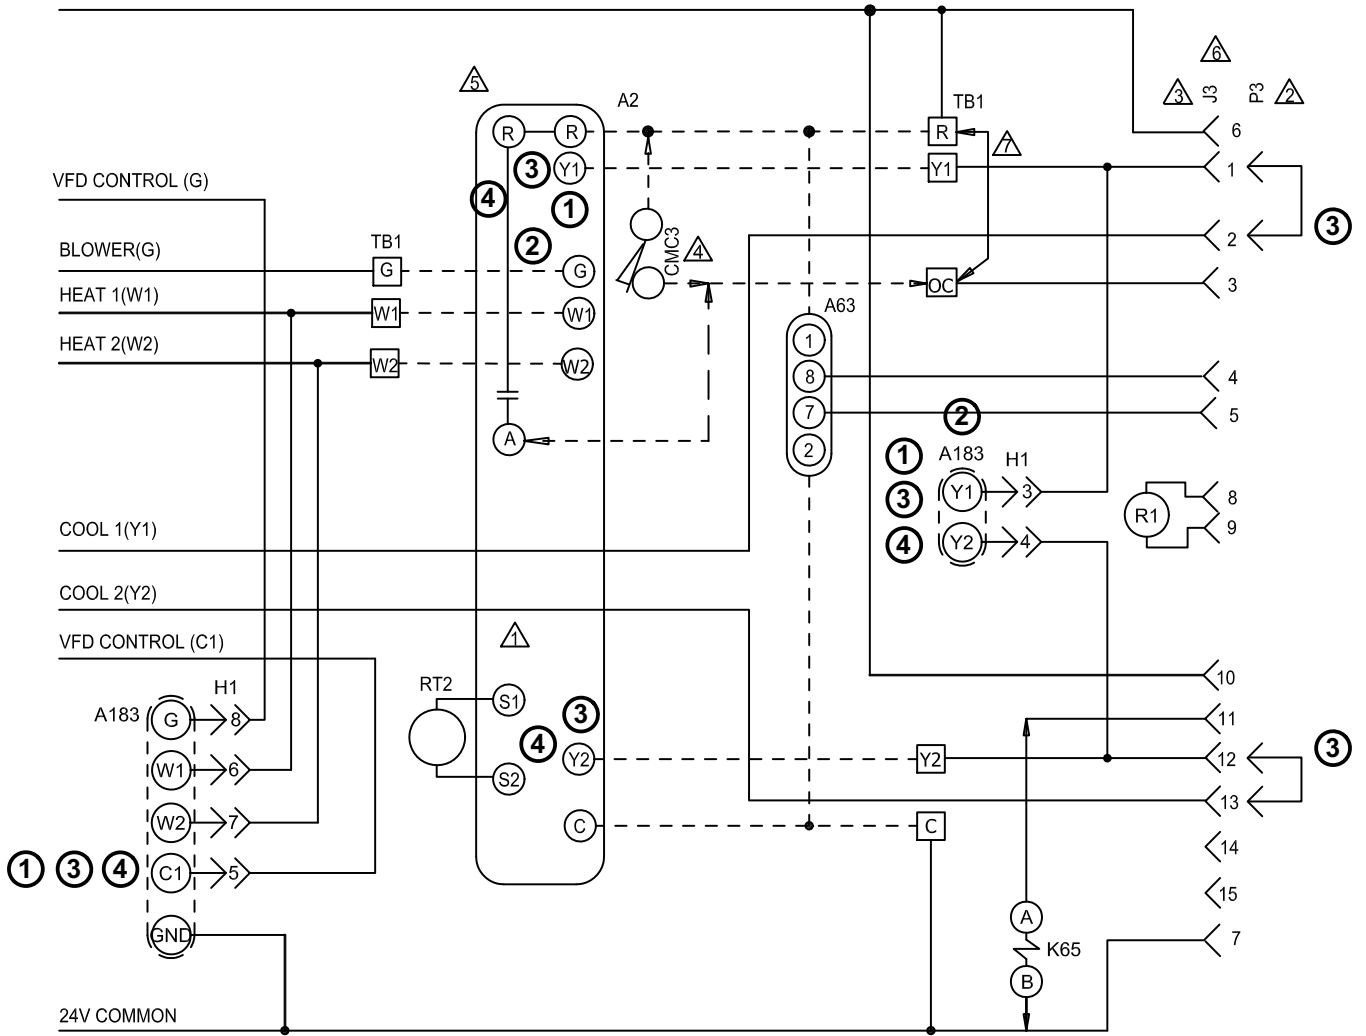 6
5
3 J3 P3 2
A2
TB1
R R R 6
7
3 Y1 Y1 1
VFD CONTROL (G)
4 1
3
TB1
BLOWER(G)
2
CMC3
4
2
G G
HEAT 1(W1)
OC 3
W1 W1
A63
1
HEAT 2(W2)
W2 W2
8 4
7 5
2
A
2
1 A183 H1
3 Y1 3
8
R1
9
4 Y2 4
COOL 1(Y1)
COOL 2(Y2)
1
VFD CONTROL (C1)
10
RT2
S1
H1
A183 G 8
3
11
4
3
Y2 Y2 12
W1 6
S2
13
W2 7
C C
14
1 3 4 C1 5
15
A
GND
7
K65
B
24V COMMON